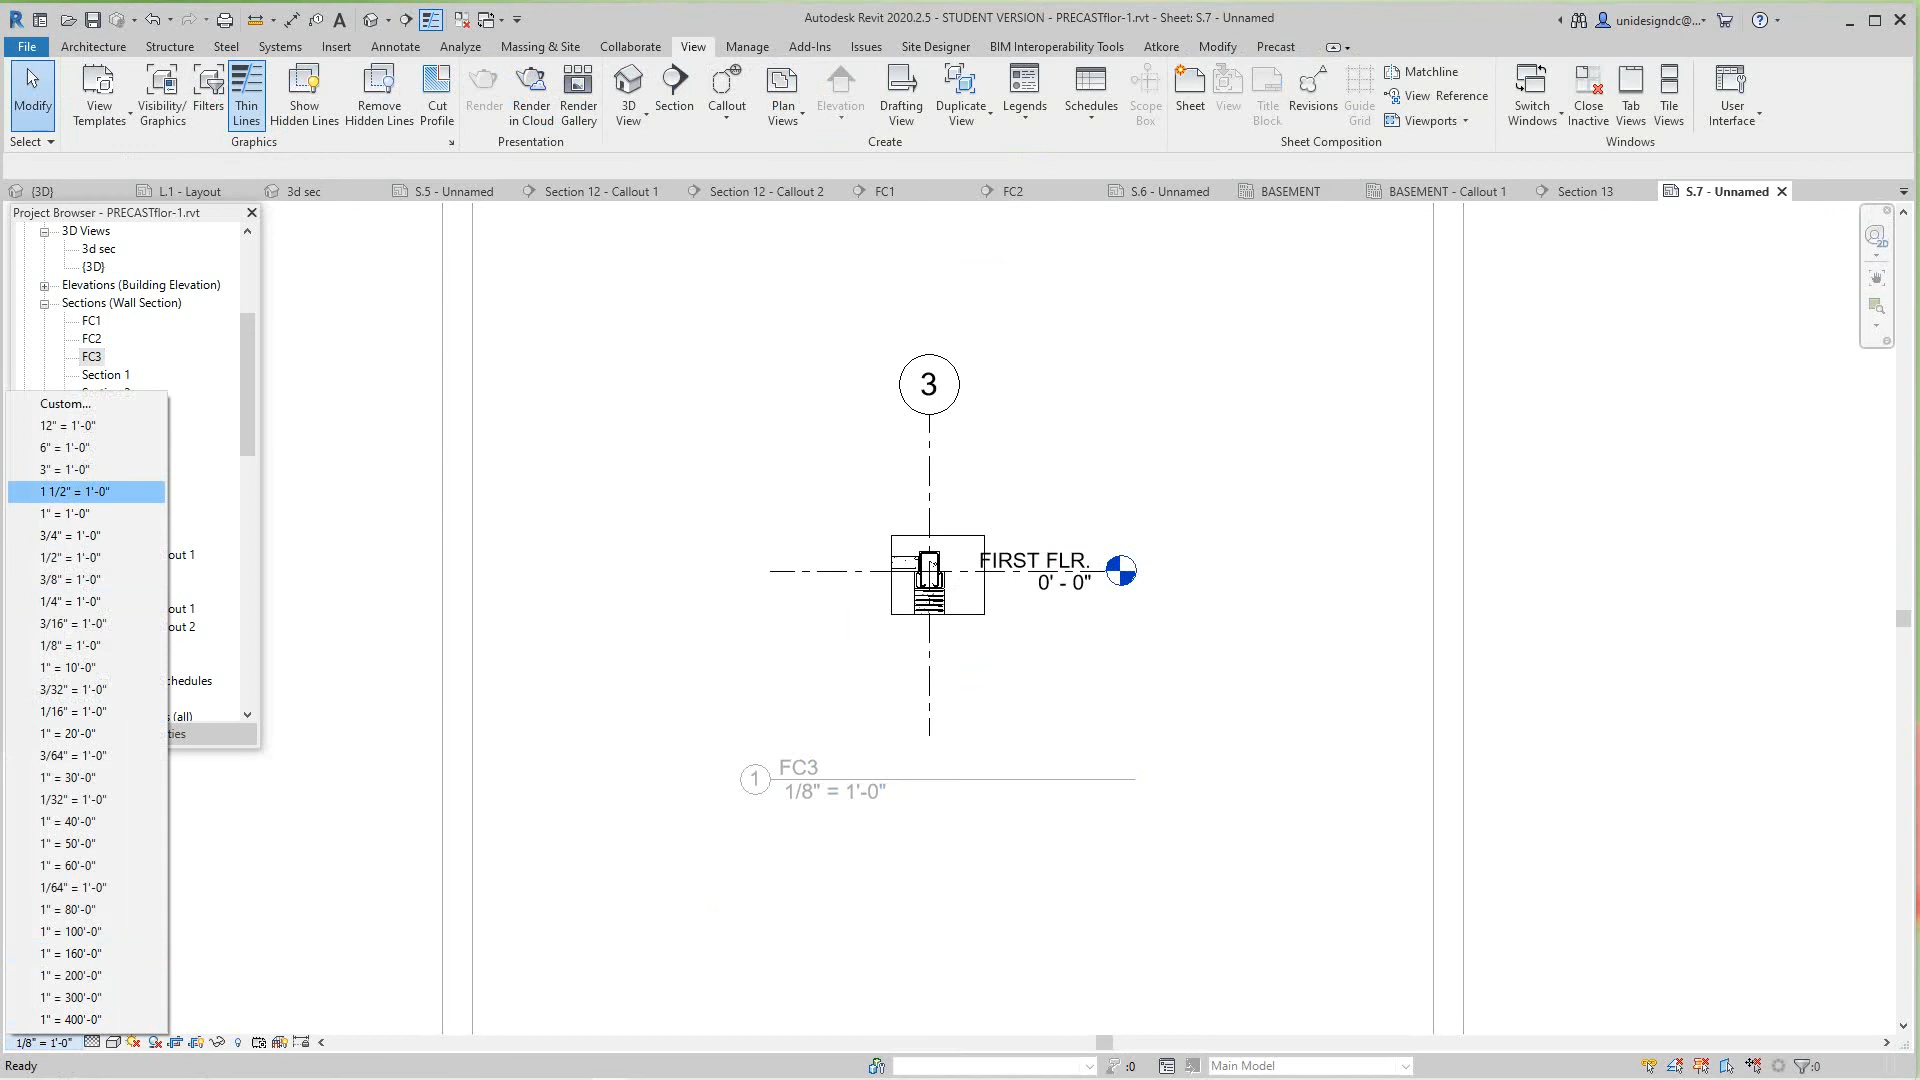 Autodesk Revit 2020.2.5 - STUDENT VERSION - PRECASTflor-1.rvt - Sheet: S.7 - Unnamed
unidesigndc@...
File Architecture Structure Steel Systems Insert Annotate Analyze Massing & Site Collaborate View Manage Add-Ins Issues Site Designer BIM Interoperability Tools Atkore Modify Precast
Modify
View Templates
Visibility/ Graphics
Filters
Thin Lines
Show Hidden Lines
Remove Hidden Lines
Cut Profile
Render
Render in Cloud
Render Gallery
3D View
Section
Callout
Plan Views
Elevation
Drafting View
Duplicate View
Legends
Schedules
Scope Box
Sheet
View
Title Block
Revisions
Guide Grid
Matchline
View Reference
Viewports
Switch Windows
Close Inactive
Tab Views
Tile Views
User Interface
Select Graphics Presentation Create Sheet Composition Windows
{3D} L.1 - Layout 3d sec S.5 - Unnamed Section 12 - Callout 1 Section 12 - Callout 2 FC1 FC2 S.6 - Unnamed BASEMENT BASEMENT - Callout 1 Section 13 S.7 - Unnamed
Project Browser - PRECASTflor-1.rvt
3D Views
3d sec
{3D}
Elevations (Building Elevation)
Sections (Wall Section)
FC1
FC2
FC3
Section 1
Custom...
12" = 1'-0"
6" = 1'-0"
3" = 1'-0"
1 1/2" = 1'-0"
1" = 1'-0"
3/4" = 1'-0"
1/2" = 1'-0"
3/8" = 1'-0"
1/4" = 1'-0"
3/16" = 1'-0"
1/8" = 1'-0"
1" = 10'-0"
3/32" = 1'-0"
1/16" = 1'-0"
1" = 20'-0"
3/64" = 1'-0"
1" = 30'-0"
1/32" = 1'-0"
1" = 40'-0"
1" = 50'-0"
1" = 60'-0"
1/64" = 1'-0"
1" = 80'-0"
1" = 100'-0"
1" = 160'-0"
1" = 200'-0"
1" = 300'-0"
1" = 400'-0"
out 1
out 1
out 2
chedules
(all)
ties
3
FIRST FLR.
0' - 0"
1 FC3
1/8" = 1'-0"
1/8" = 1'-0"
Ready
:0
Main Model
:0
2D